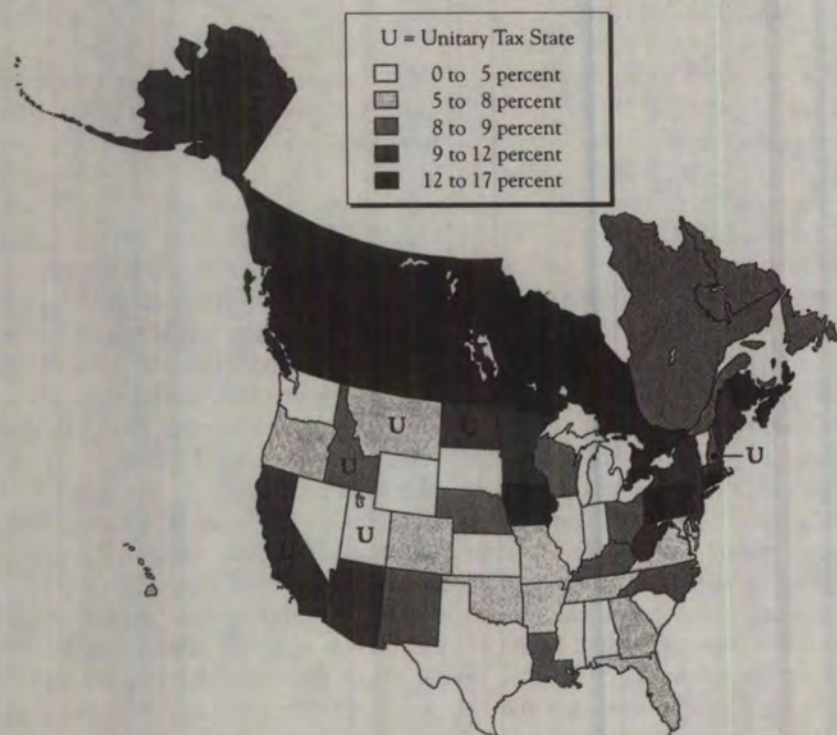 U = Unitary Tax State
0 to 5 percent
5 to 8 percent
8 to 9 percent
9 to 12 percent
12 to 17 percent
U
U
U
U
U
U